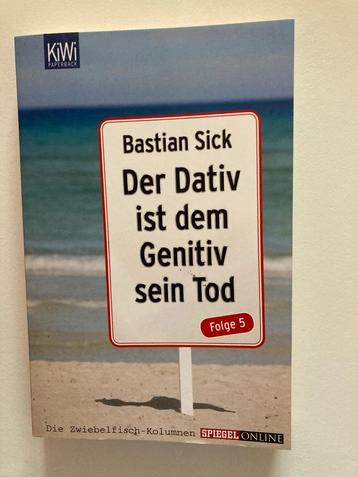 KiWi
PAPERBACK
Bastian Sick
Der Dativ
ist dem
Genitiv
sein Tod
Folge 5
Die Zwiebelfisch-Kolumnen SPIEGEL ONLINE